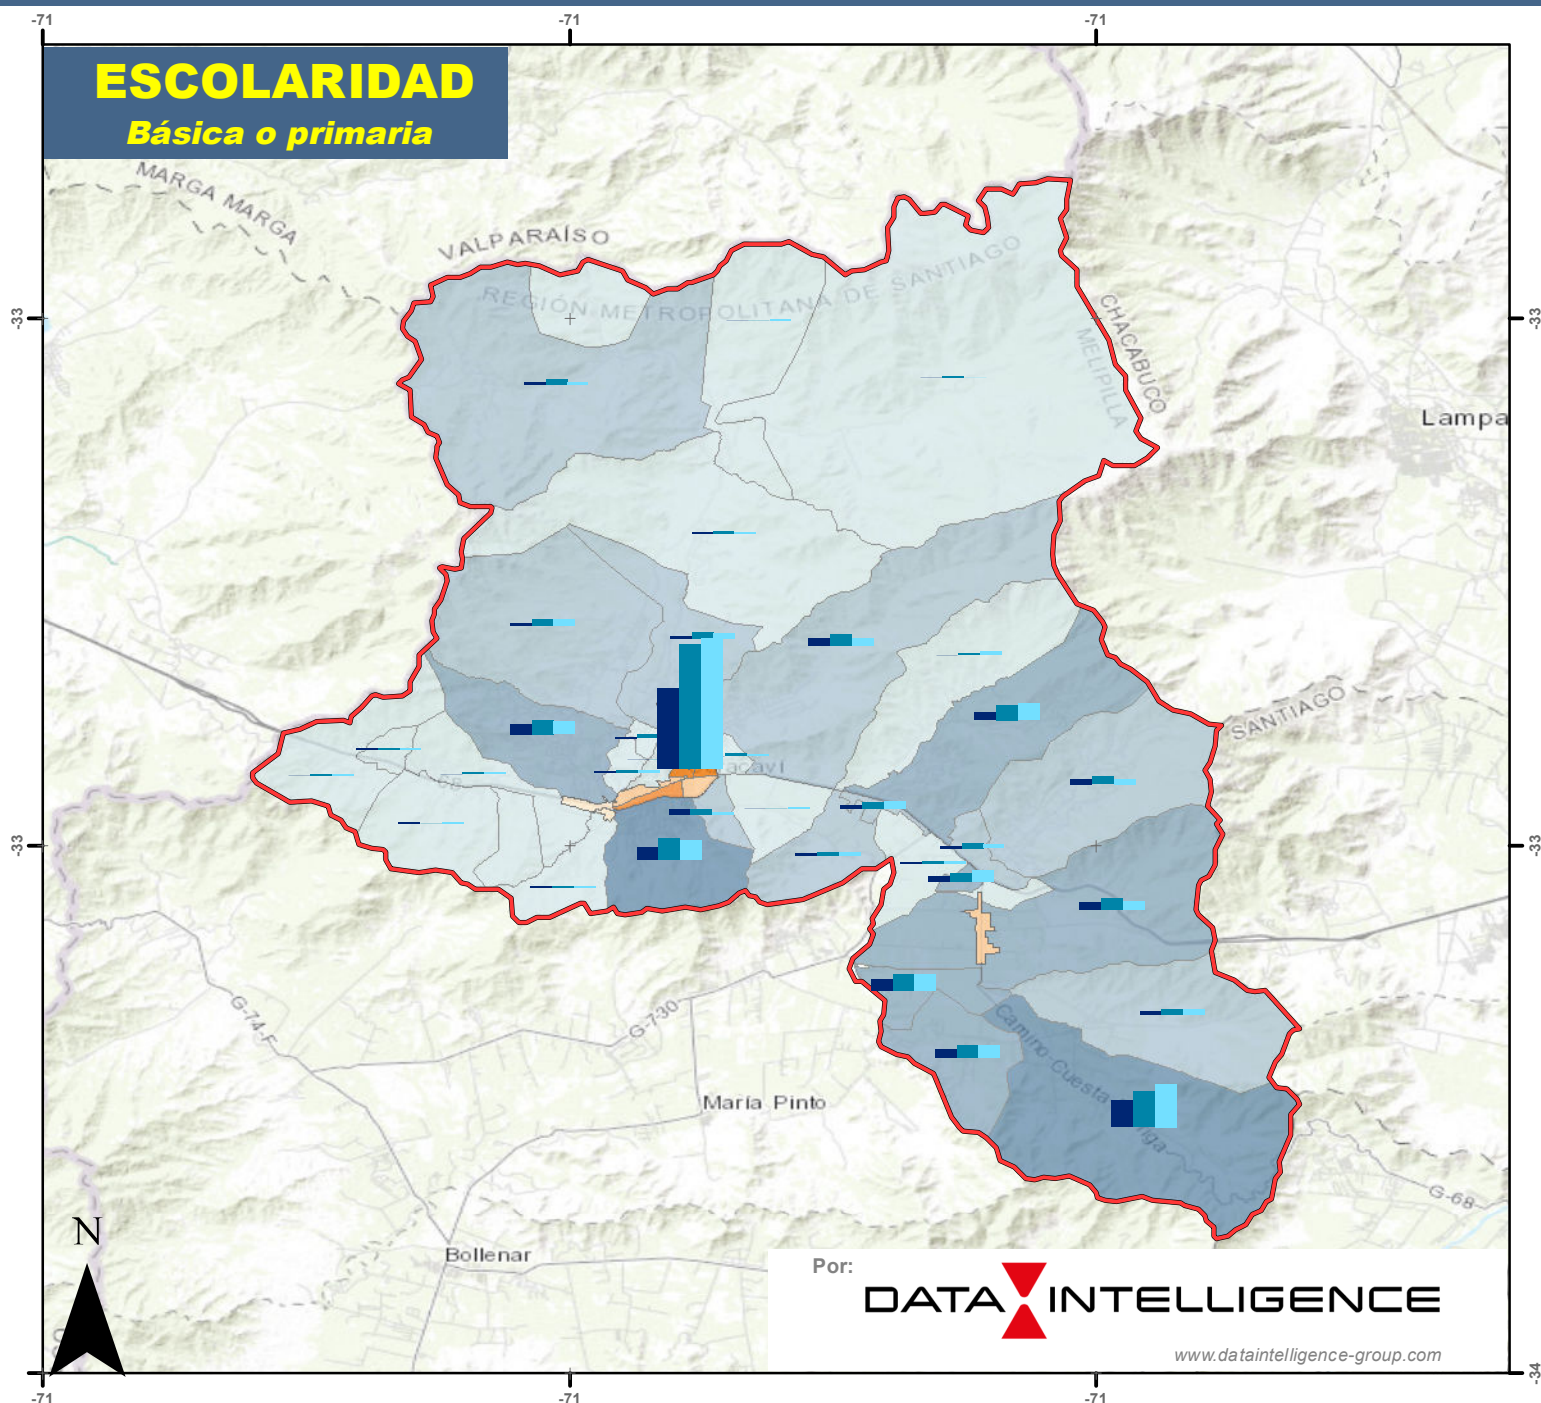 -71
-71
-71
ESCOLARIDAD
Básica o primaria
MARGA MARGA
VALPARAÍSO
REGIÓN METROPOLITANA DE SANTIAGO
CHACABUCO
MELIPILLA
-33
-33
Lampa
SANTIAGO
acaví
68
-33
-33
G-74-F
G-730
Camino-Cuesta
María Pinto
G-68
N
Bollenar
Por:
DATA INTELLIGENCE
www.dataintelligence-group.com
-34
-71
-71
-71